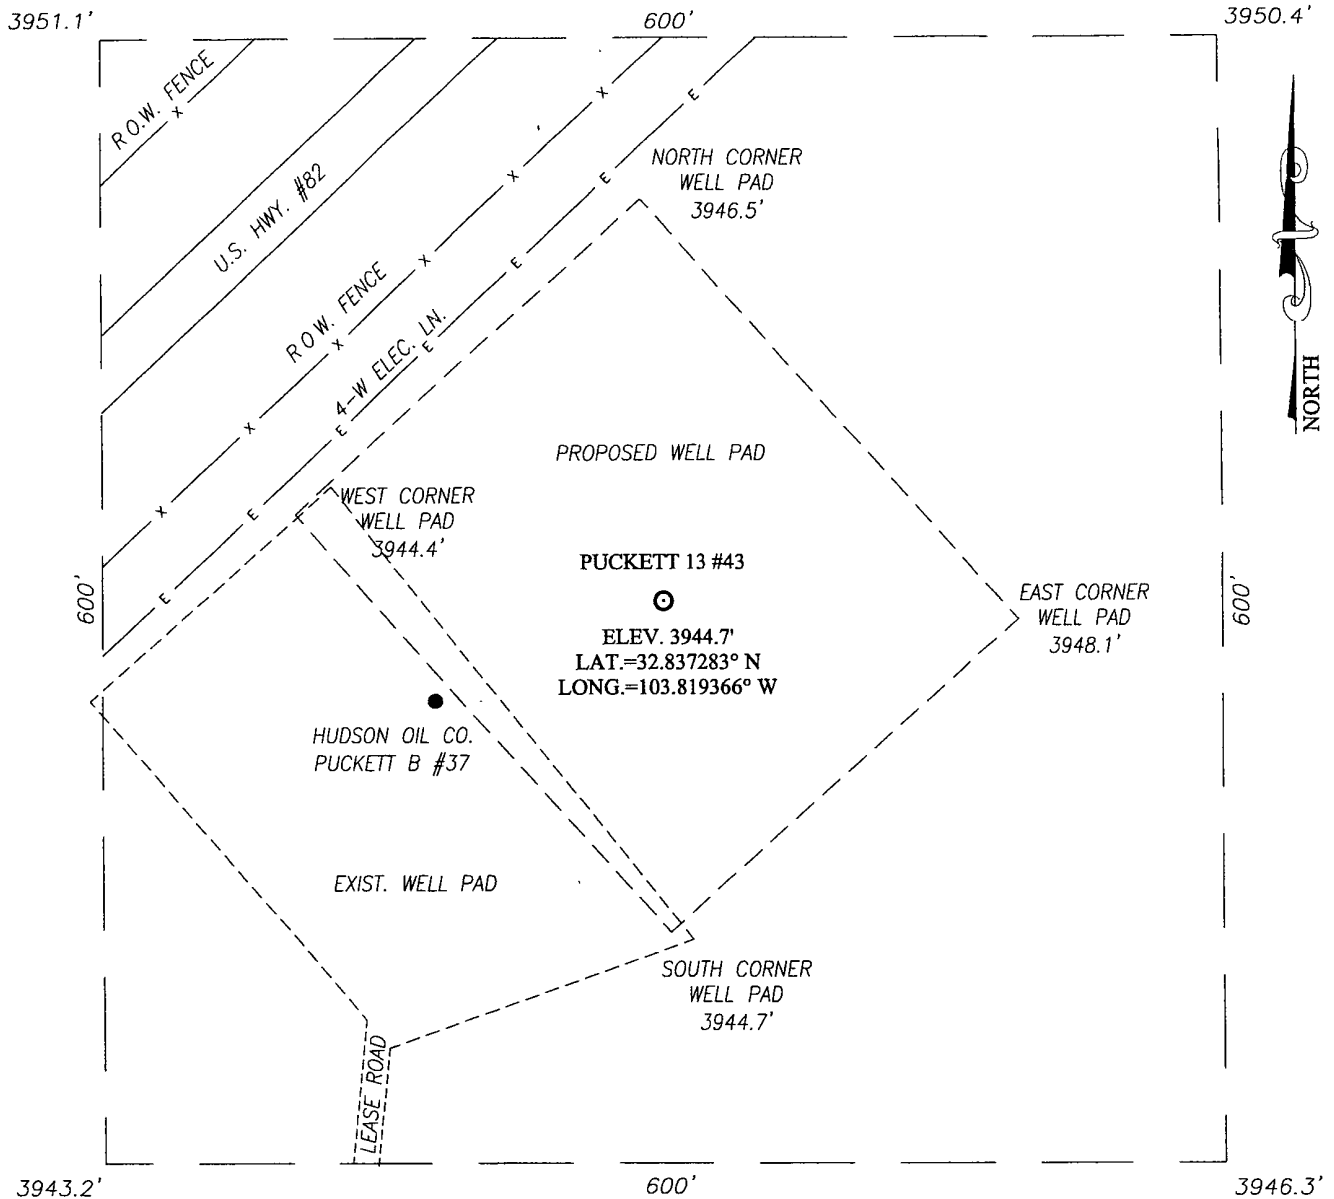 3951.1'
600'
3950.4'
R.O.W. FENCE
X
U.S. HWY. #82
X
X
X
X
X
X
R O W. FENCE
E
E
E
E
E
E
E
4-W ELEC. LN.
NORTH CORNER
WELL PAD
3946.5'
NORTH
PROPOSED WELL PAD
WEST CORNER
WELL PAD
3944.4'
PUCKETT 13 #43
ELEV. 3944.7'
LAT.=32.837283° N
LONG.=103.819366° W
EAST CORNER
WELL PAD
3948.1'
600'
600'
HUDSON OIL CO.
PUCKETT B #37
EXIST. WELL PAD
SOUTH CORNER
WELL PAD
3944.7'
LEASE ROAD
3943.2'
600'
3946.3'